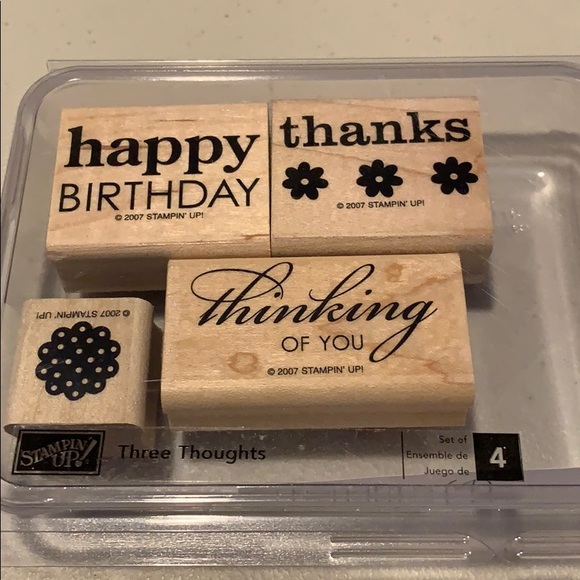 happy
BIRTHDAY
© 2007 STAMPIN' UP!
thanks
© 2007 STAMPIN' UP!
thinking
OF YOU
© 2007 STAMPIN' UP!
© 2007 STAMPIN' UP!
STAMPIN' UP!
Three Thoughts
Set of
Ensemble de
Juego de
4